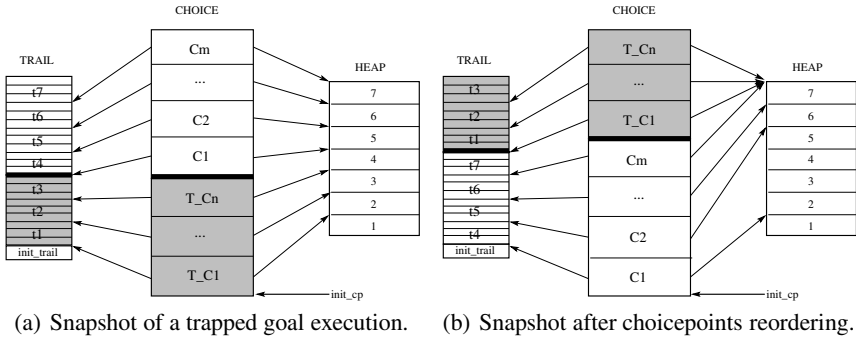 CHOICE
TRAIL
HEAP
t7
t6
t5
t4
t3
t2
t1
init_trail
Cm
...
C2
C1
T_Cn
...
T_C1
7
6
5
4
3
2
1
init_cp
(a) Snapshot of a trapped goal execution.
CHOICE
TRAIL
HEAP
t3
t2
t1
t7
t6
t5
t4
init_trail
T_Cn
...
T_C1
Cm
...
C2
C1
7
6
5
4
3
2
1
init_cp
(b) Snapshot after choicepoints reordering.